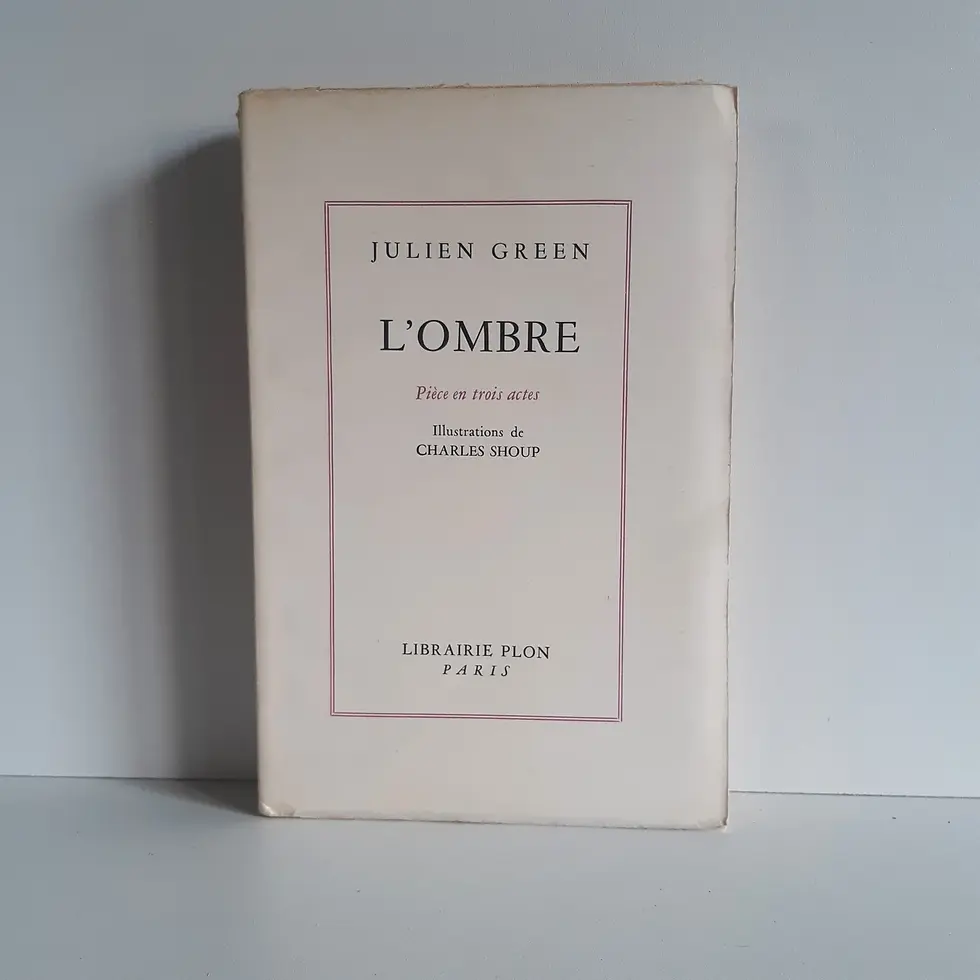 JULIEN GREEN
L'OMBRE
Pièce en trois actes
Illustrations de
CHARLES SHOUP
LIBRAIRIE PLON
PARIS